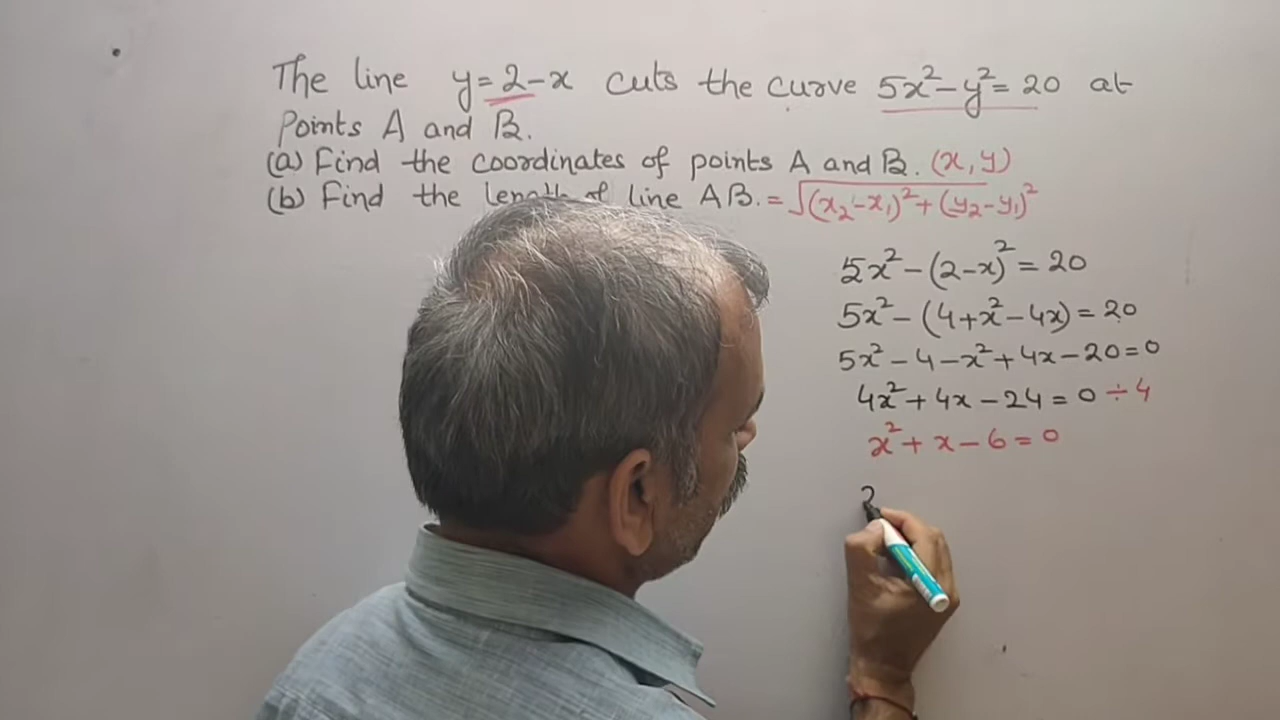 The line y=2-x cuts the curve 5x²-y²=20 at
Points A and B.
(a) Find the coordinates of points A and B. (x,y)
(b) Find the length of line AB. = √(x₂-x₁)²+(y₂-y₁)²
5x²-(2-x)²=20
5x²-(4+x²-4x)=20
5x²-4-x²+4x-20=0
4x²+4x-24=0 ÷4
x²+x-6=0